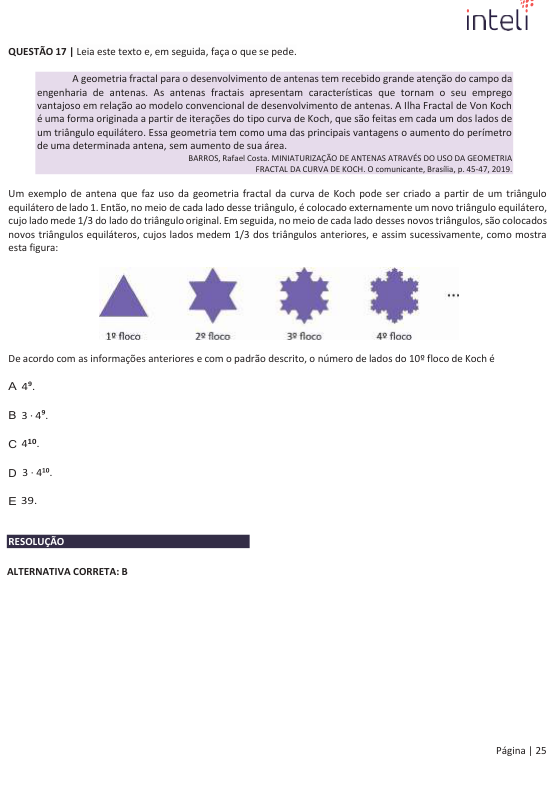 inteli
QUESTÃO 17 | Leia este texto e, em seguida, faça o que se pede.
A geometria fractal para o desenvolvimento de antenas tem recebido grande atenção do campo da
engenharia de antenas. As antenas fractais apresentam características que tornam o seu emprego
vantajoso em relação ao modelo convencional de desenvolvimento de antenas. A Ilha Fractal de Von Koch
é uma forma originada a partir de iterações do tipo curva de Koch, que são feitas em cada um dos lados de
um triângulo equilátero. Essa geometria tem como uma das principais vantagens o aumento do perímetro
de uma determinada antena, sem aumento de sua área.
BARROS, Rafael Costa. MINIATURIZAÇÃO DE ANTENAS ATRAVÉS DO USO DA GEOMETRIA
FRACTAL DA CURVA DE KOCH. O comunicante, Brasília, p. 45-47, 2019.
Um exemplo de antena que faz uso da geometria fractal da curva de Koch pode ser criado a partir de um triângulo
equilátero de lado 1. Então, no meio de cada lado desse triângulo, é colocado externamente um novo triângulo equilátero,
cujo lado mede 1/3 do lado do triângulo original. Em seguida, no meio de cada lado desses novos triângulos, são colocados
novos triângulos equiláteros, cujos lados medem 1/3 dos triângulos anteriores, e assim sucessivamente, como mostra
esta figura:
...
1º floco 2º floco 3º floco 4º floco
De acordo com as informações anteriores e com o padrão descrito, o número de lados do 10º floco de Koch é
A 4⁹.
B 3 · 4⁹.
C 4¹⁰.
D 3 · 4¹⁰.
E 39.
RESOLUÇÃO
ALTERNATIVA CORRETA: B
Página | 25